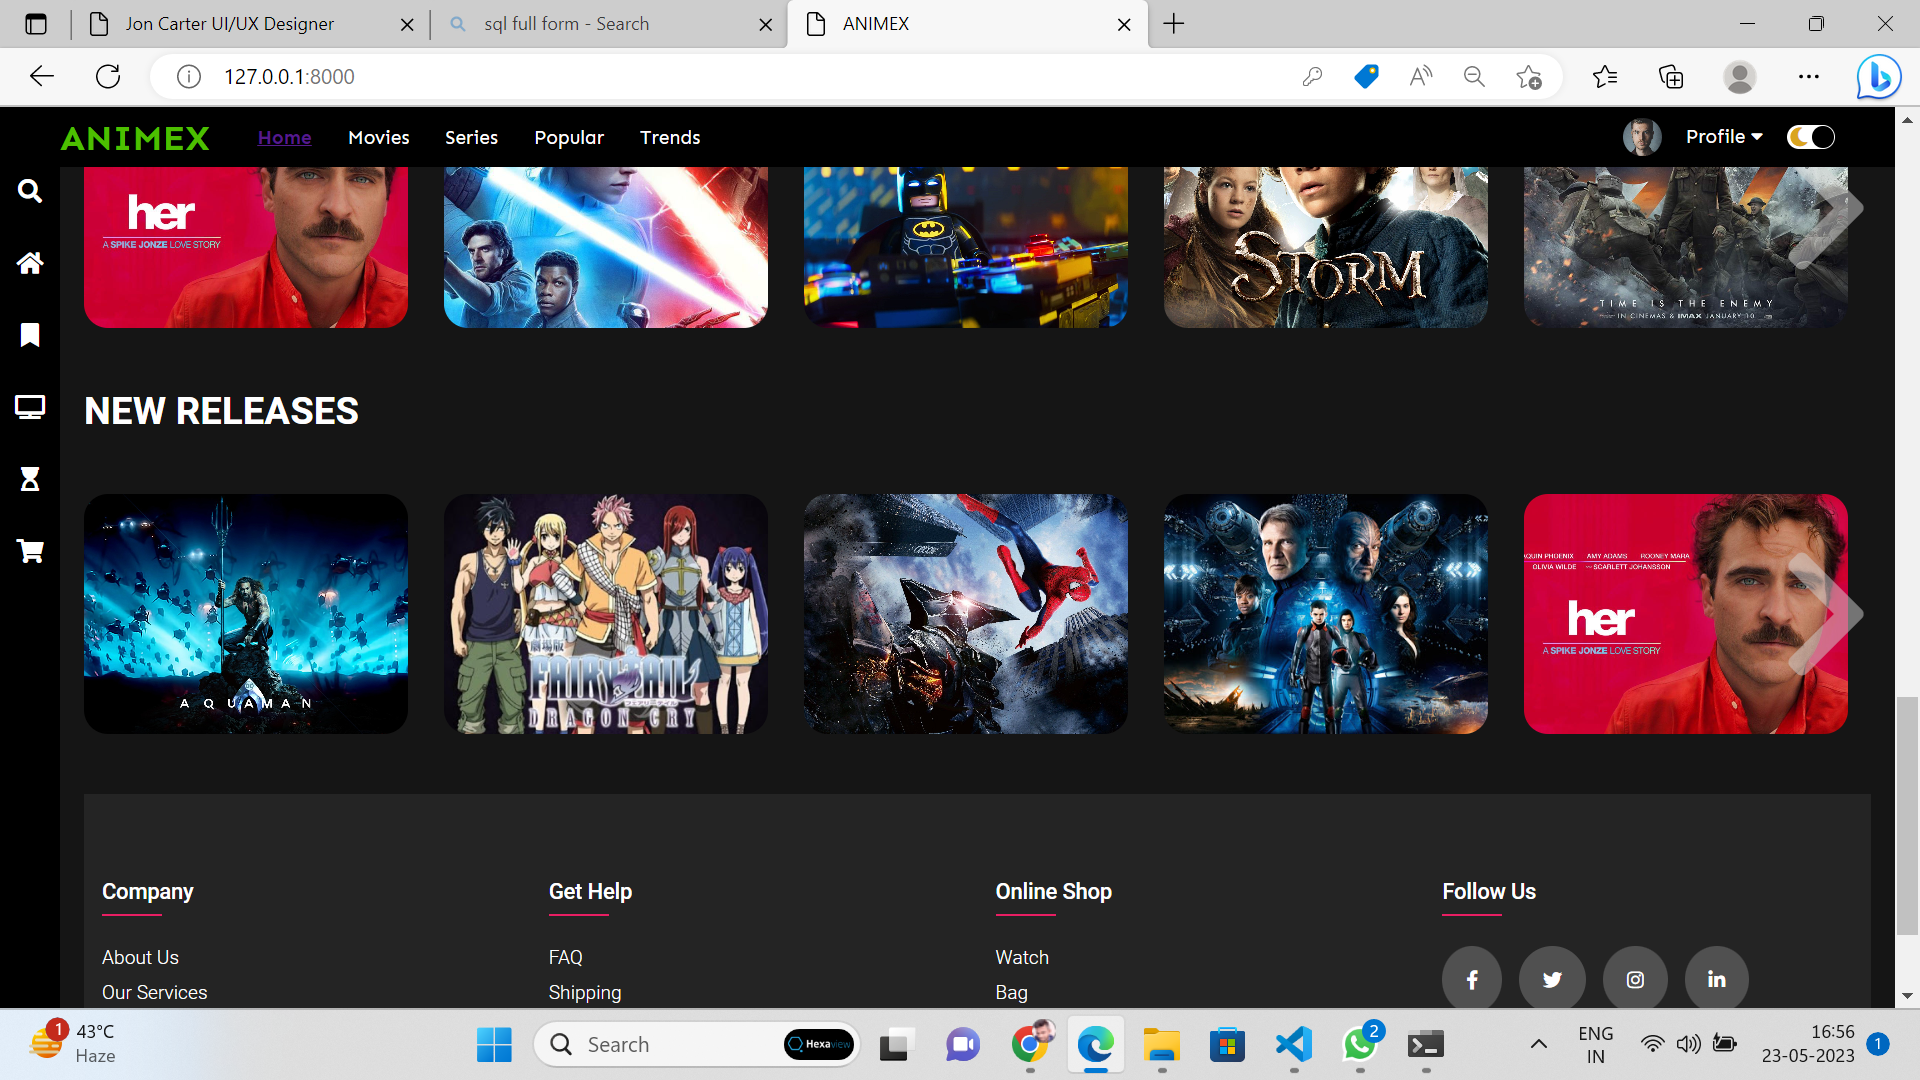 Jon Carter UI/UX Designer
sql full form - Search
ANIMEX
127.0.0.1:8000
ANIMEX
Home
Movies
Series
Popular
Trends
Profile
her
A SPIKE JONZE LOVE STORY
STORM
TIME IS THE ENEMY
IN CINEMAS & IMAX JANUARY 10
NEW RELEASES
AQUAMAN
FAIRY TAIL
DRAGON CRY
AQUIN PHOENIX AMY ADAMS ROONEY MARA
OLIVIA WILDE SCARLETT JOHANSSON
her
A SPIKE JONZE LOVE STORY
Company
Get Help
Online Shop
Follow Us
About Us
FAQ
Watch
Our Services
Shipping
Bag
1
43°C
Haze
Search
Hexaview
2
ENG
IN
16:56
23-05-2023
1